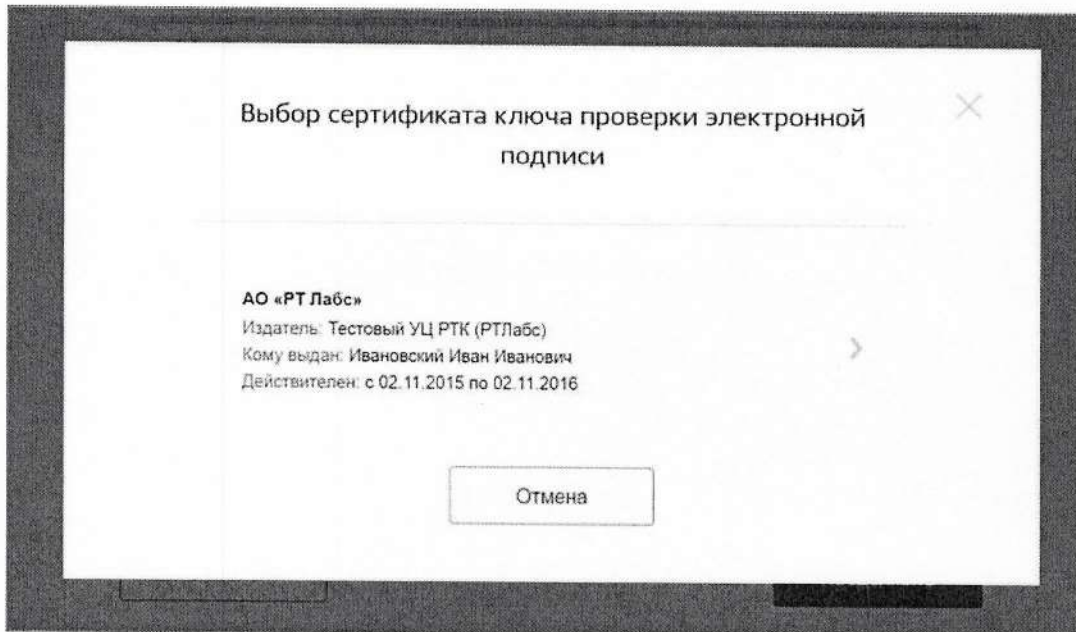 Выбор сертификата ключа проверки электронной
подписи
АО «РТ Лабс»
Издатель: Тестовый УЦ РТК (РТЛабс)
Кому выдан: Ивановский Иван Иванович
Действителен: с 02.11.2015 по 02.11.2016
Отмена